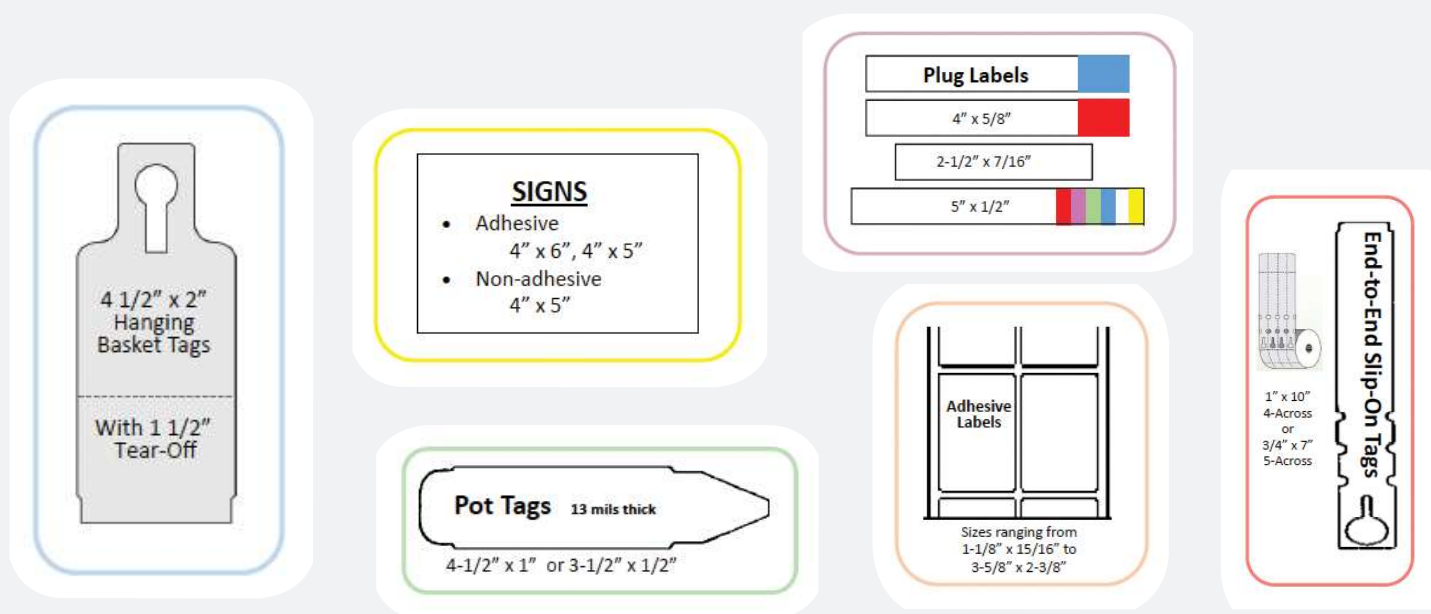 4 1/2” x 2”
Hanging
Basket Tags
With 1 1/2”
Tear-Off
SIGNS
• Adhesive
4” x 6”, 4” x 5”
• Non-adhesive
4” x 5”
Pot Tags 13 mils thick
4-1/2” x 1” or 3-1/2” x 1/2”
Plug Labels
4” x 5/8”
2-1/2” x 7/16”
5” x 1/2”
Adhesive
Labels
Sizes ranging from
1-1/8” x 15/16” to
3-5/8” x 2-3/8”
1” x 10”
4-Across
or
3/4” x 7”
5-Across
End-to-End Slip-On Tags